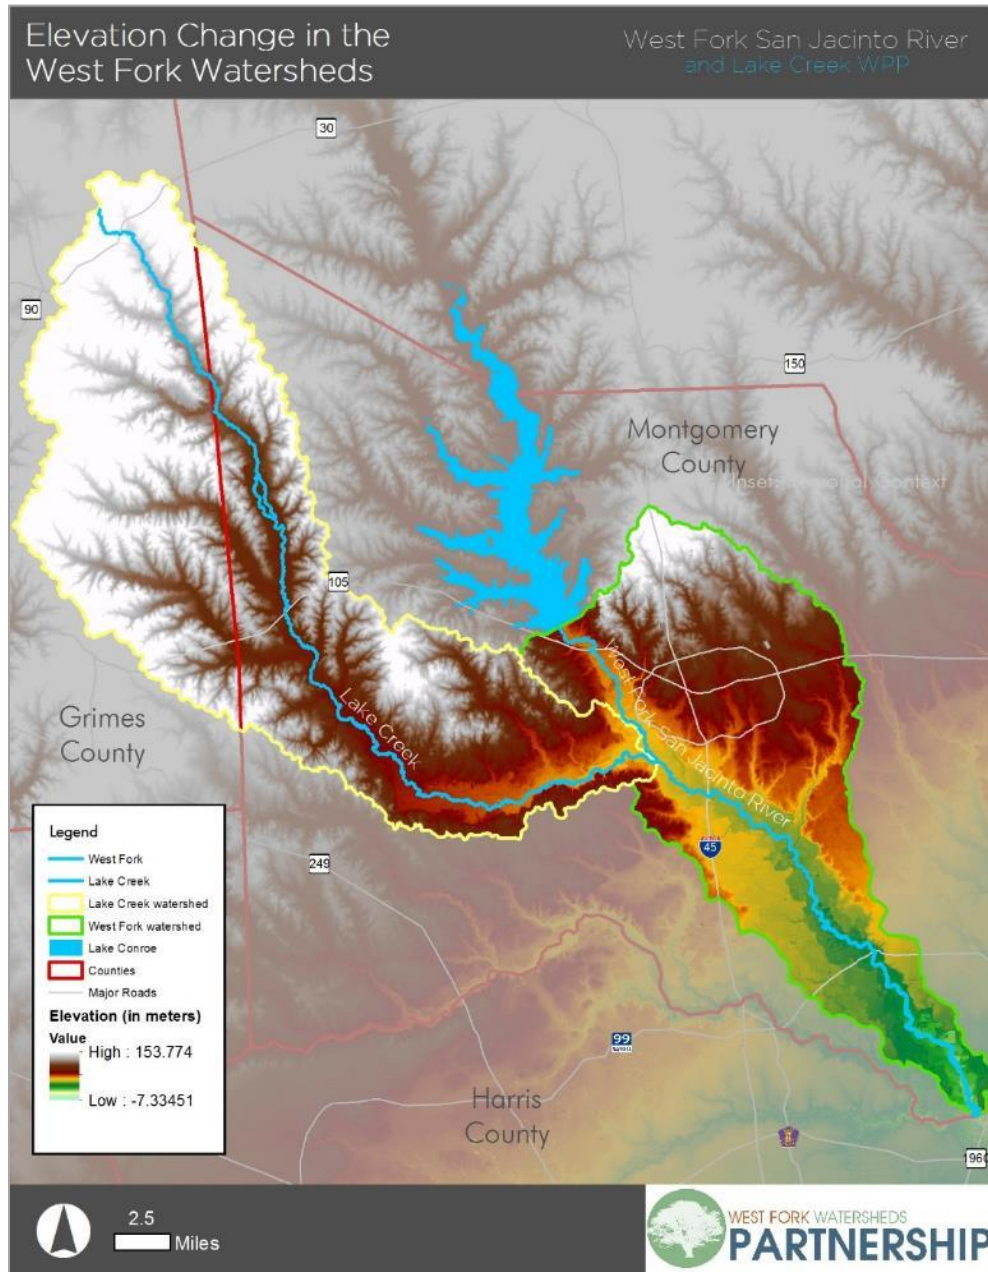 Elevation Change in the
West Fork Watersheds
West Fork San Jacinto River
and Lake Creek WPP
30
90
150
Montgomery
County
105
West Fork San Jacinto River
Lake Creek
Grimes
County
45
249
99
Harris
County
1960
Legend
West Fork
Lake Creek
Lake Creek watershed
West Fork watershed
Lake Conroe
Counties
Major Roads
Elevation (in meters)
Value
High : 153.774
Low : -7.33451
2.5
Miles
WEST FORK WATERSHEDS
PARTNERSHIP